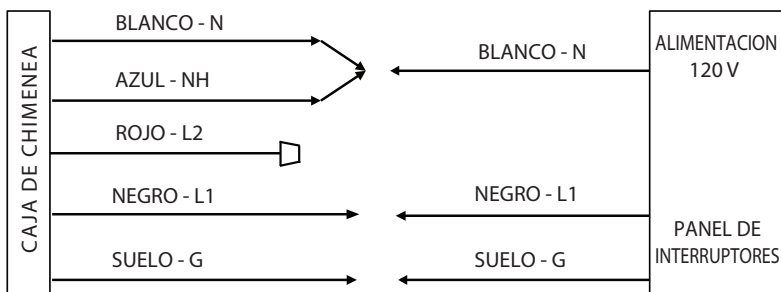 CAJA DE CHIMENEA
BLANCO - N
AZUL - NH
ROJO - L2
NEGRO - L1
SUELO - G
BLANCO - N
NEGRO - L1
SUELO - G
ALIMENTACION
120 V
PANEL DE
INTERRUPTORES